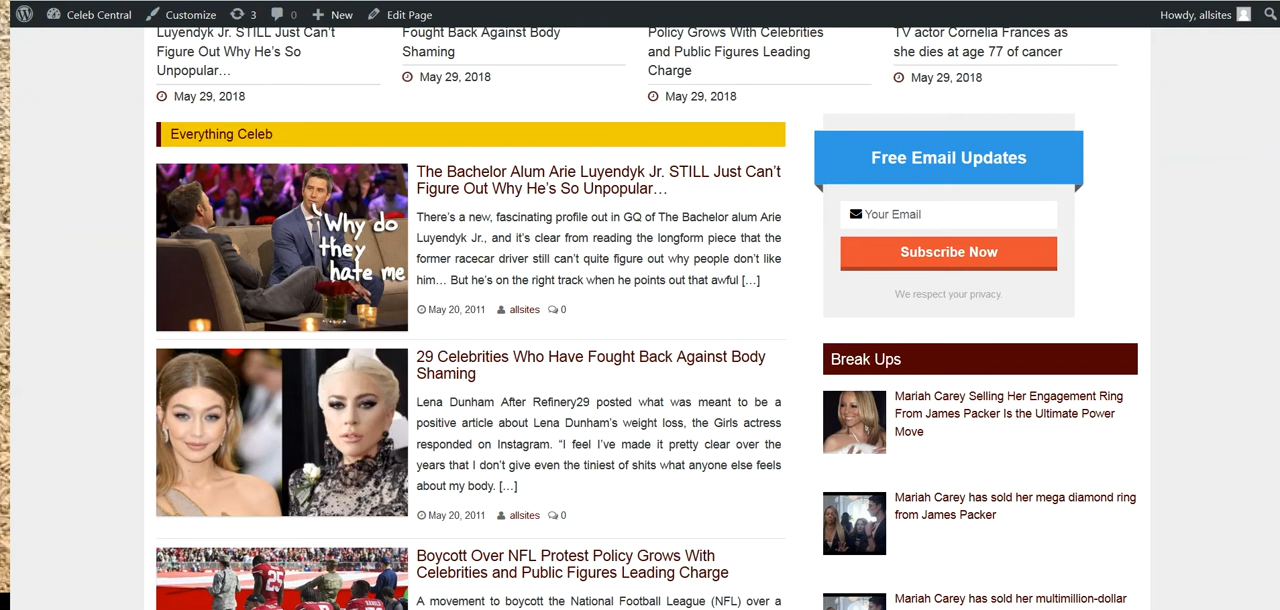 Celeb Central Customize 3 0 New Edit Page Howdy, allsites
Luyendyk Jr. STILL Just Can't
Figure Out Why He's So
Unpopular…
May 29, 2018
Fought Back Against Body
Shaming
May 29, 2018
Policy Grows With Celebrities
and Public Figures Leading
Charge
May 29, 2018
TV actor Cornelia Frances as
she dies at age 77 of cancer
May 29, 2018
Everything Celeb
Why do
they
hate me
The Bachelor Alum Arie Luyendyk Jr. STILL Just Can't
Figure Out Why He's So Unpopular…
There's a new, fascinating profile out in GQ of The Bachelor alum Arie
Luyendyk Jr., and it's clear from reading the longform piece that the
former racecar driver still can't quite figure out why people don't like
him… But he's on the right track when he points out that awful […]
May 20, 2011 allsites 0
29 Celebrities Who Have Fought Back Against Body
Shaming
Lena Dunham After Refinery29 posted what was meant to be a
positive article about Lena Dunham's weight loss, the Girls actress
responded on Instagram. “I feel I've made it pretty clear over the
years that I don't give even the tiniest of shits what anyone else feels
about my body. […]
May 20, 2011 allsites 0
25
Boycott Over NFL Protest Policy Grows With
Celebrities and Public Figures Leading Charge
A movement to boycott the National Football League (NFL) over a
Free Email Updates
Your Email
Subscribe Now
We respect your privacy.
Break Ups
Mariah Carey Selling Her Engagement Ring
From James Packer Is the Ultimate Power
Move
Mariah Carey has sold her mega diamond ring
from James Packer
Mariah Carey has sold her multimillion-dollar